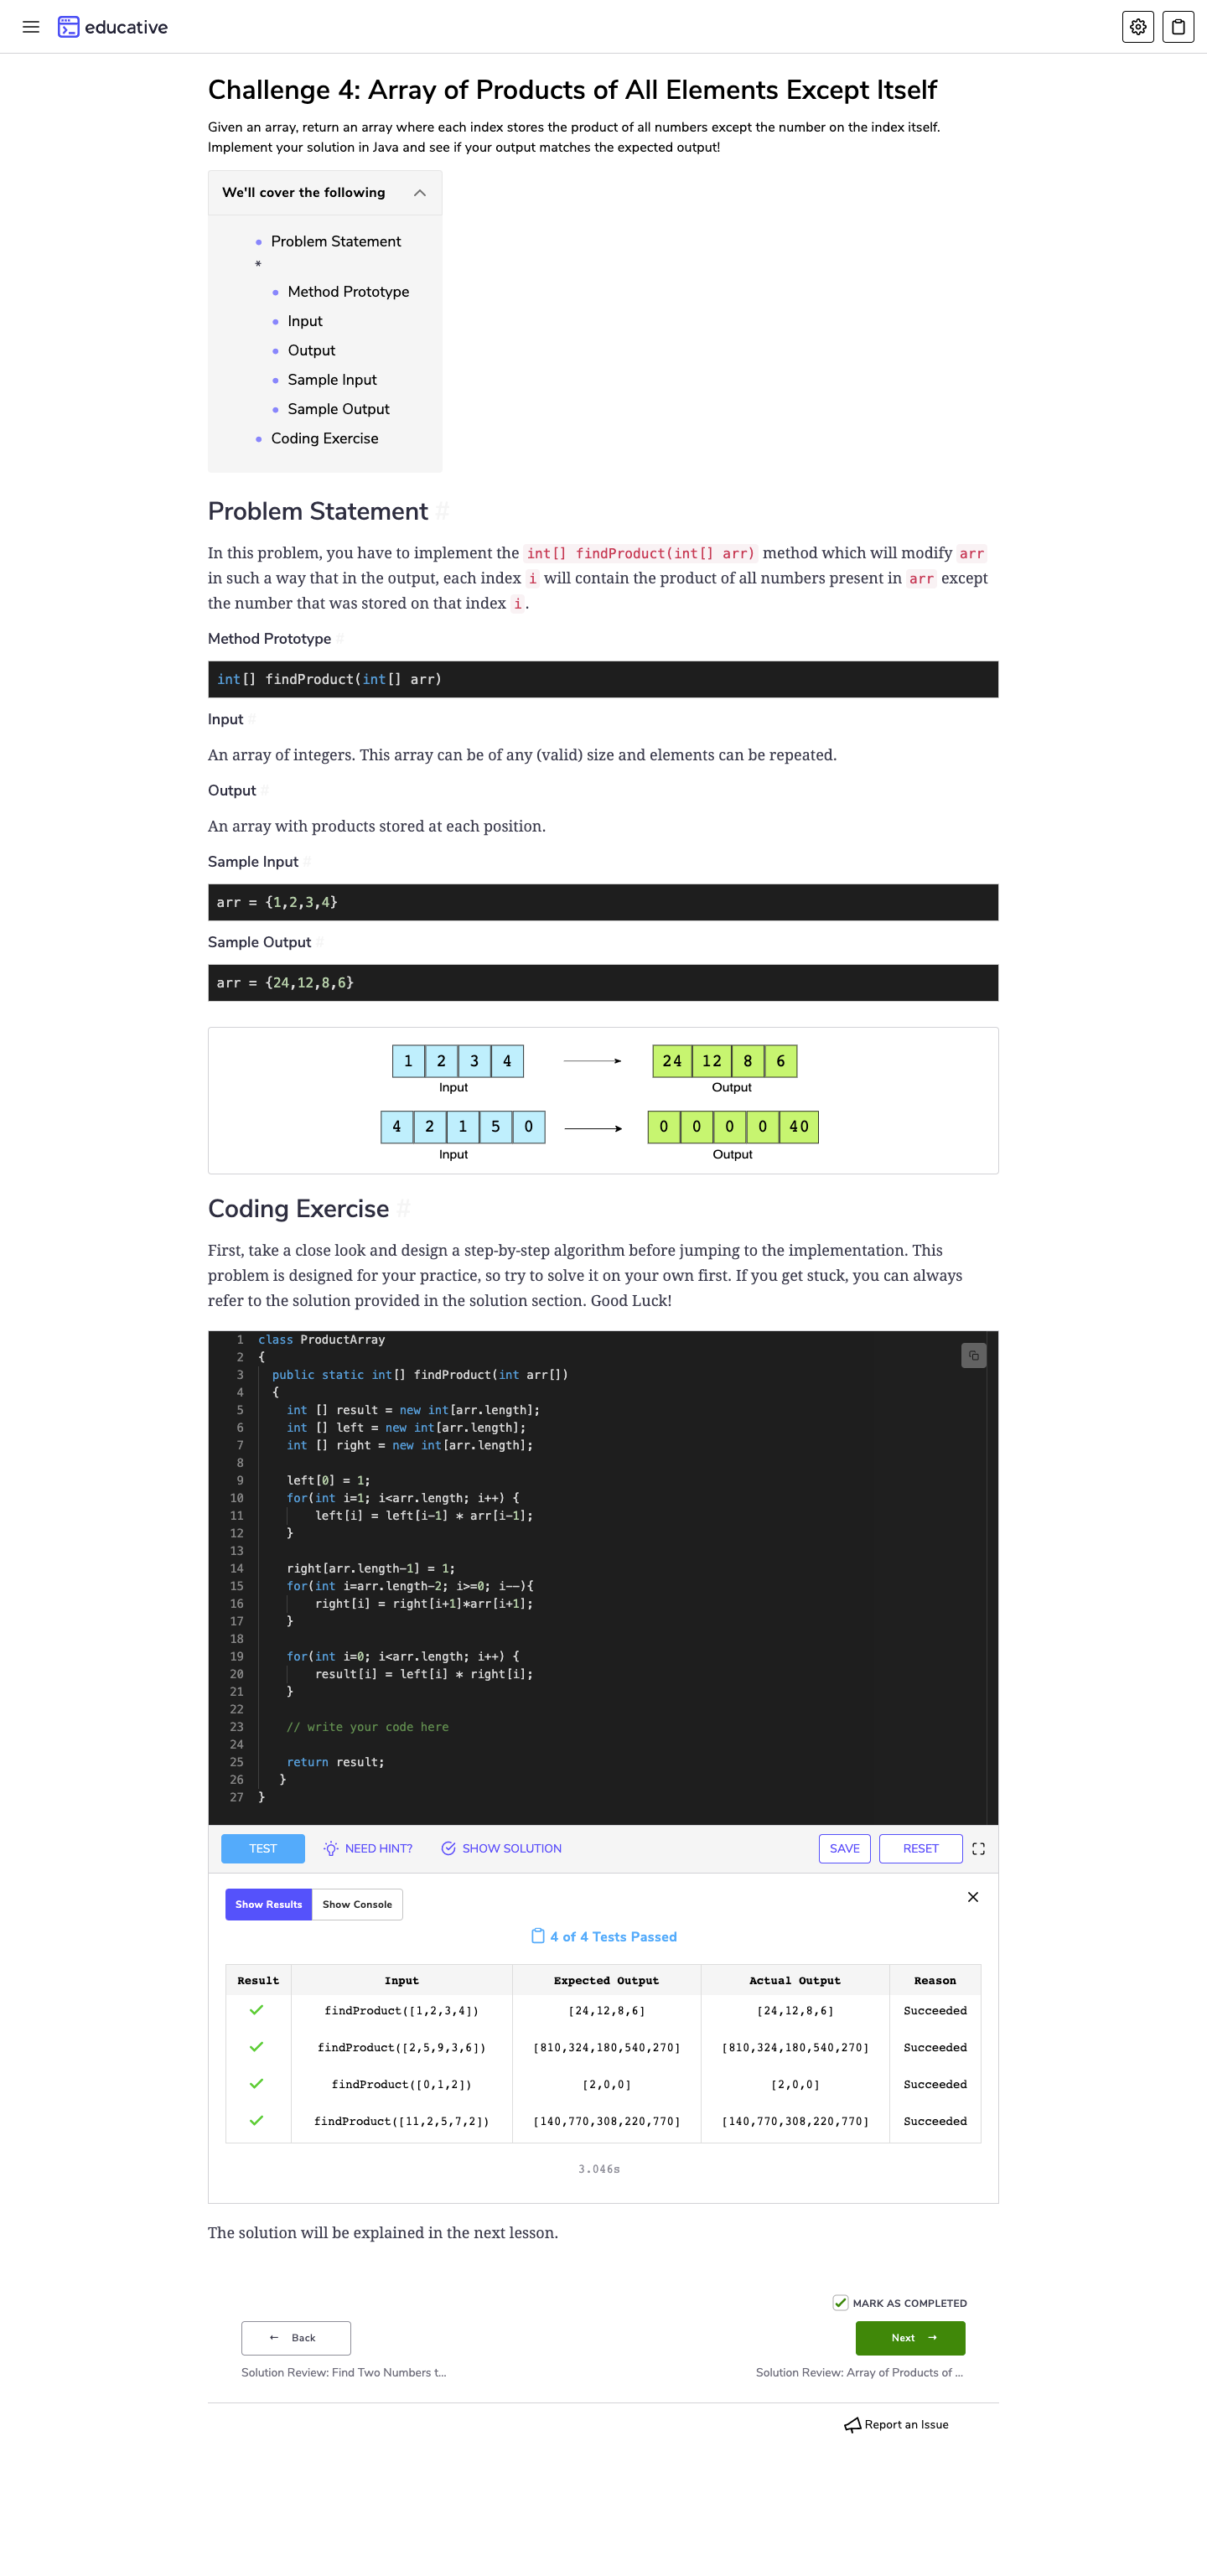 educative
Challenge 4: Array of Products of All Elements Except Itself
Given an array, return an array where each index stores the product of all numbers except the number on the index itself.
Implement your solution in Java and see if your output matches the expected output!
We'll cover the following
Problem Statement
*
Method Prototype
Input
Output
Sample Input
Sample Output
Coding Exercise
Problem Statement #
In this problem, you have to implement the int[] findProduct(int[] arr) method which will modify arr
in such a way that in the output, each index i will contain the product of all numbers present in arr except
the number that was stored on that index i.
Method Prototype #
int[] findProduct(int[] arr)
Input #
An array of integers. This array can be of any (valid) size and elements can be repeated.
Output #
An array with products stored at each position.
Sample Input #
arr = {1,2,3,4}
Sample Output #
arr = {24,12,8,6}
1 2 3 4 24 12 8 6
Input Output
4 2 1 5 0 0 0 0 0 40
Input Output
Coding Exercise #
First, take a close look and design a step-by-step algorithm before jumping to the implementation. This
problem is designed for your practice, so try to solve it on your own first. If you get stuck, you can always
refer to the solution provided in the solution section. Good Luck!
1 class ProductArray
2 {
3 public static int[] findProduct(int arr[])
4 {
5 int [] result = new int[arr.length];
6 int [] left = new int[arr.length];
7 int [] right = new int[arr.length];
8
9 left[0] = 1;
10 for(int i=1; i<arr.length; i++) {
11 left[i] = left[i-1] * arr[i-1];
12 }
13
14 right[arr.length-1] = 1;
15 for(int i=arr.length-2; i>=0; i--){
16 right[i] = right[i+1]*arr[i+1];
17 }
18
19 for(int i=0; i<arr.length; i++) {
20 result[i] = left[i] * right[i];
21 }
22
23 // write your code here
24
25 return result;
26 }
27 }
TEST NEED HINT? SHOW SOLUTION SAVE RESET
Show Results Show Console
4 of 4 Tests Passed
Result Input Expected Output Actual Output Reason
findProduct([1,2,3,4]) [24,12,8,6] [24,12,8,6] Succeeded
findProduct([2,5,9,3,6]) [810,324,180,540,270] [810,324,180,540,270] Succeeded
findProduct([0,1,2]) [2,0,0] [2,0,0] Succeeded
findProduct([11,2,5,7,2]) [140,770,308,220,770] [140,770,308,220,770] Succeeded
3.046s
The solution will be explained in the next lesson.
MARK AS COMPLETED
← Back Next →
Solution Review: Find Two Numbers t... Solution Review: Array of Products of ...
Report an Issue